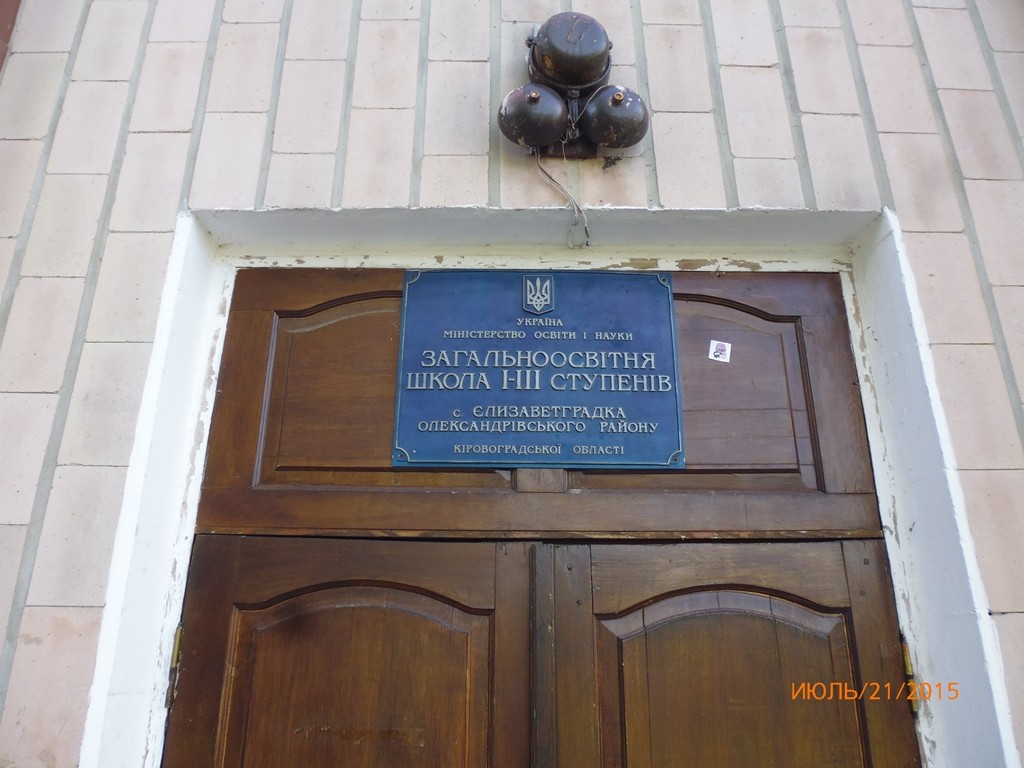 УКРАЇНА
МІНІСТЕРСТВО ОСВІТИ І НАУКИ
ЗАГАЛЬНООСВІТНЯ
ШКОЛА І-ІІІ СТУПЕНІВ
с. ЄЛИЗАВЕТГРАДКА
ОЛЕКСАНДРІВСЬКОГО РАЙОНУ
КІРОВОГРАДСЬКОЇ ОБЛАСТІ
ИЮЛЬ/21/2015